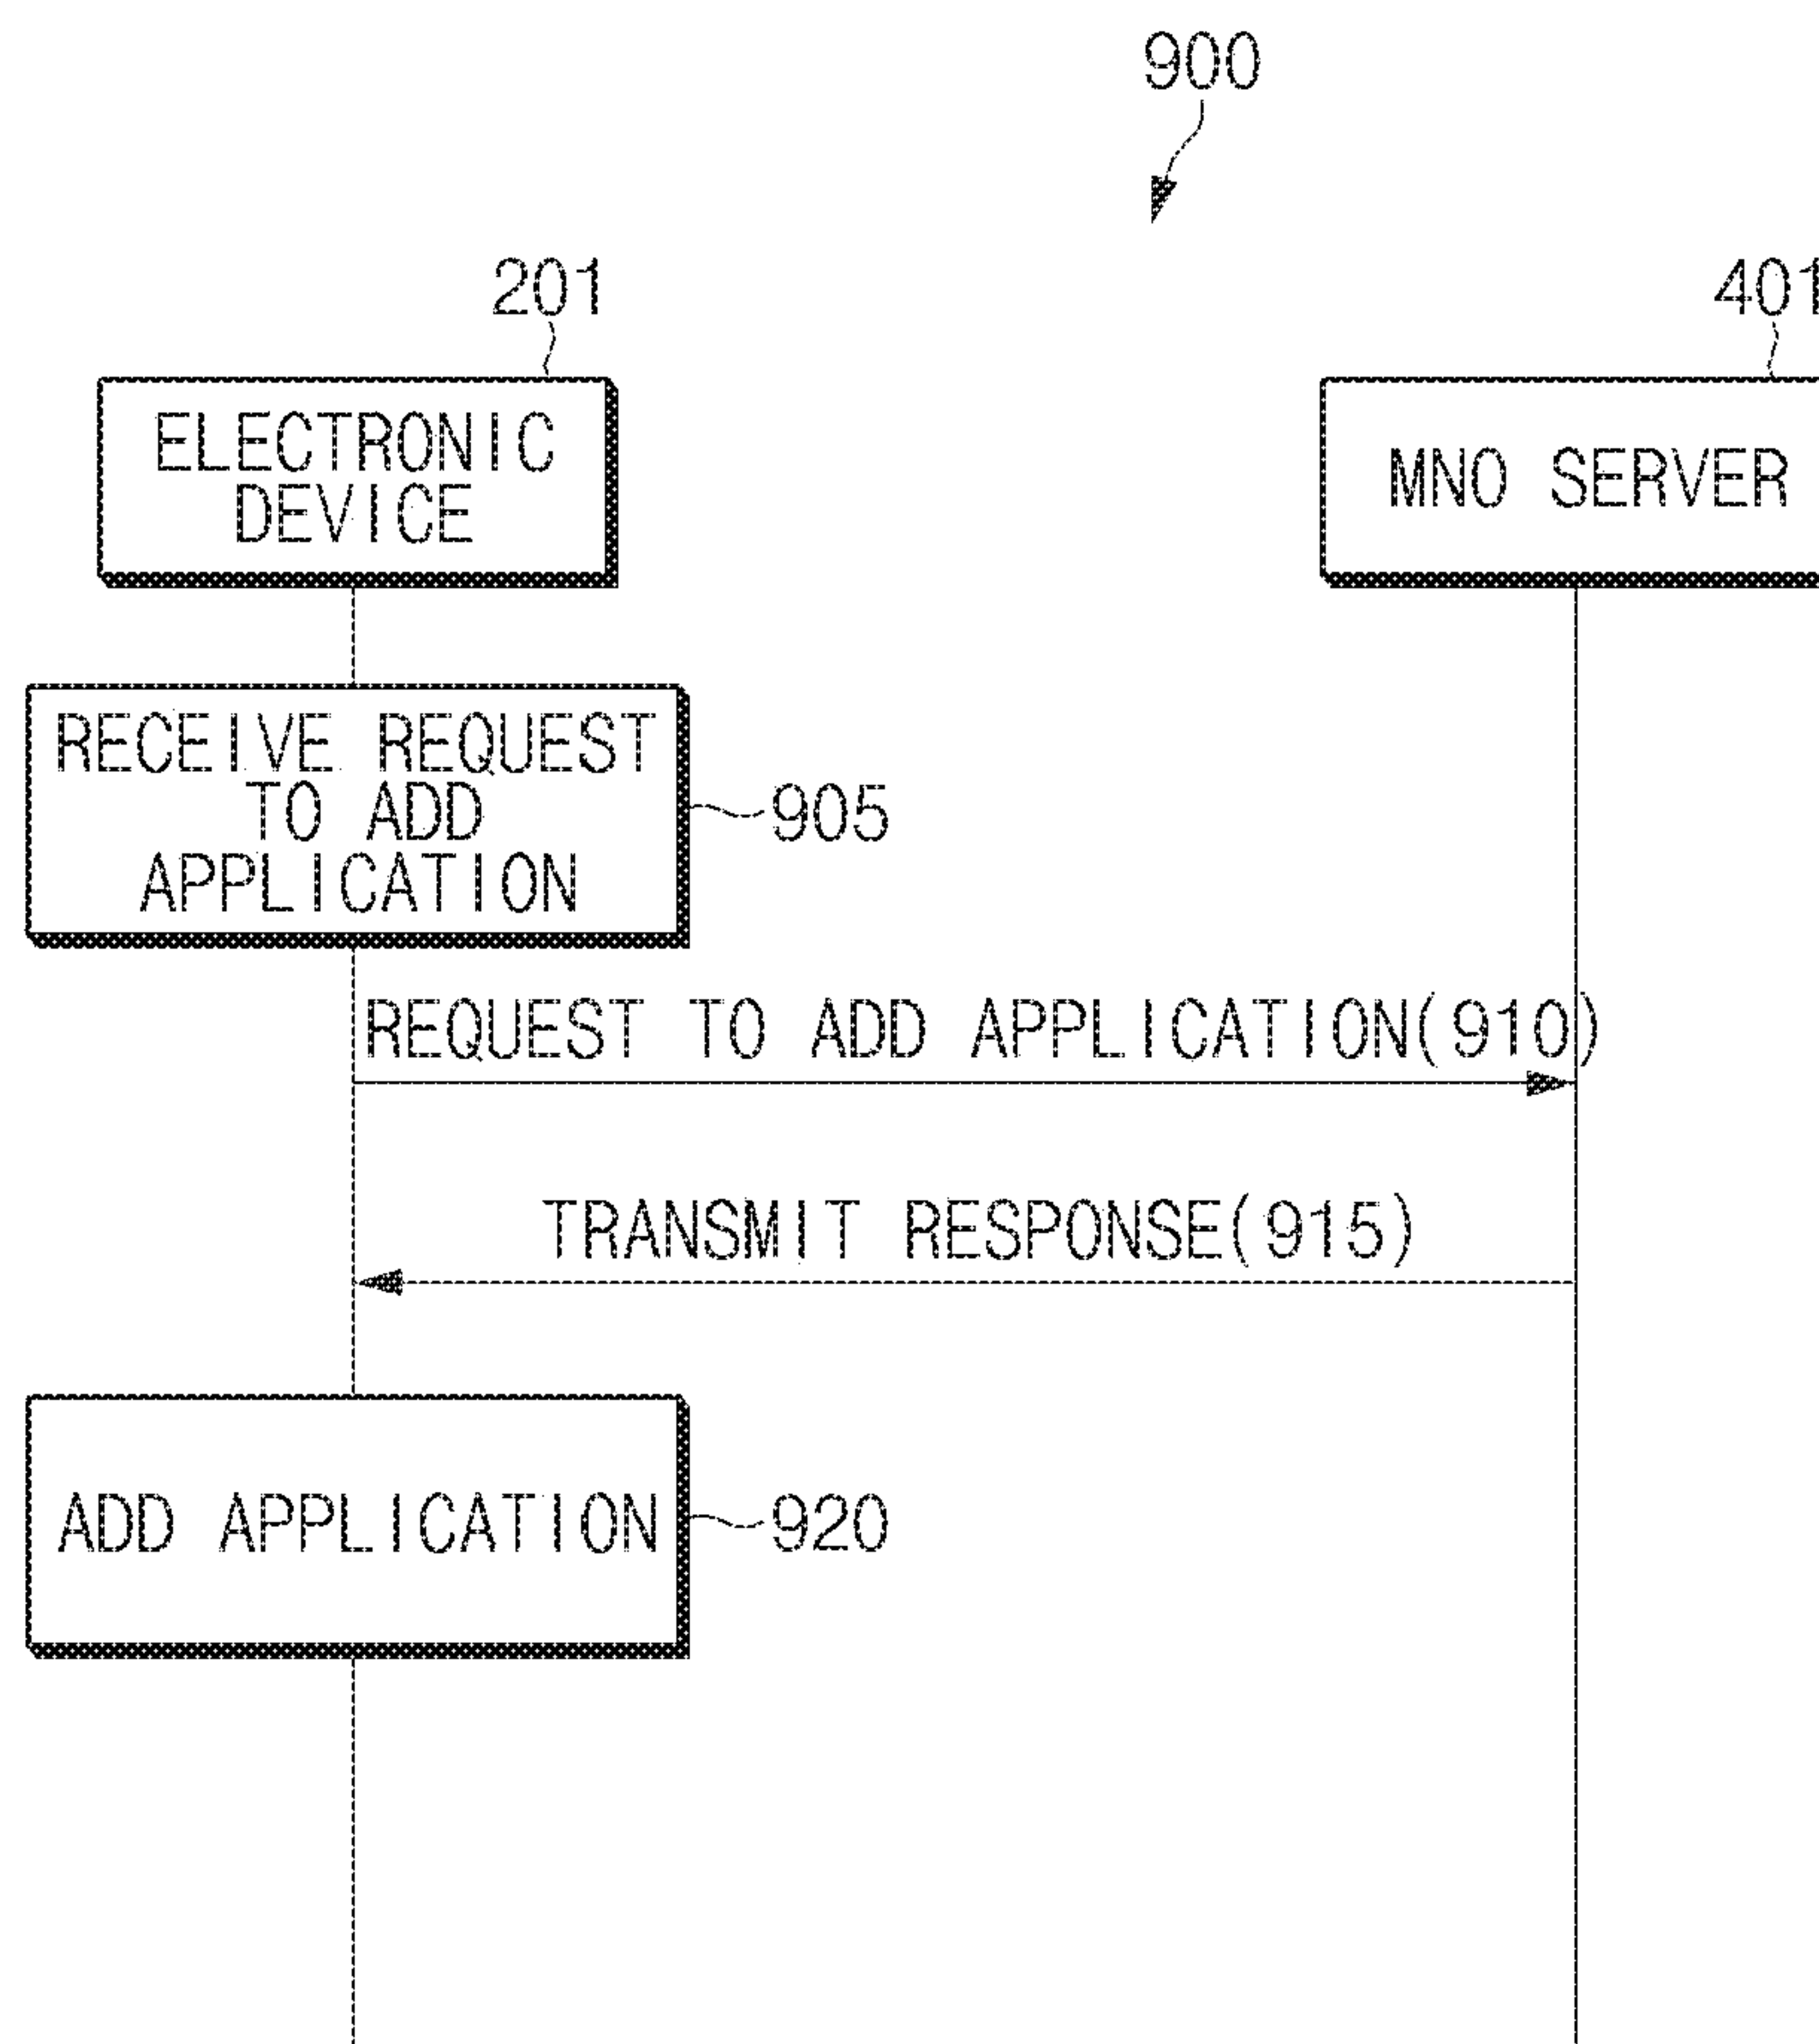 900
201
401
ELECTRONIC
DEVICE
MNO SERVER
RECEIVE REQUEST
TO ADD
APPLICATION
905
REQUEST TO ADD APPLICATION(910)
TRANSMIT RESPONSE(915)
ADD APPLICATION
920